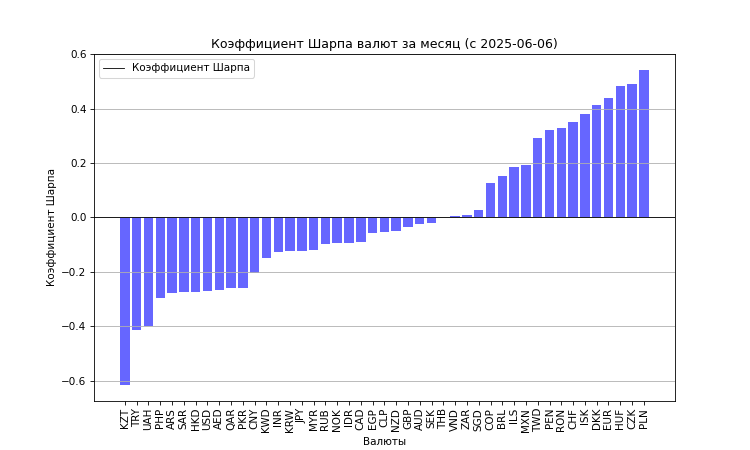 Коэффициент Шарпа валют за месяц (с 2025-06-06)
Коэффициент Шарпа
Коэффициент Шарпа
0.6
0.4
0.2
0.0
−0.2
−0.4
−0.6
KZT TRY UAH PHP ARS SAR HKD USD AED QAR PKR CNY KWD INR KRW JPY MYR RUB NOK IDR CAD EGP CLP NZD GBP AUD SEK THB VND ZAR SGD COP BRL ILS MXN TWD PEN RON CHF ISK DKK EUR HUF CZK PLN
Валюты